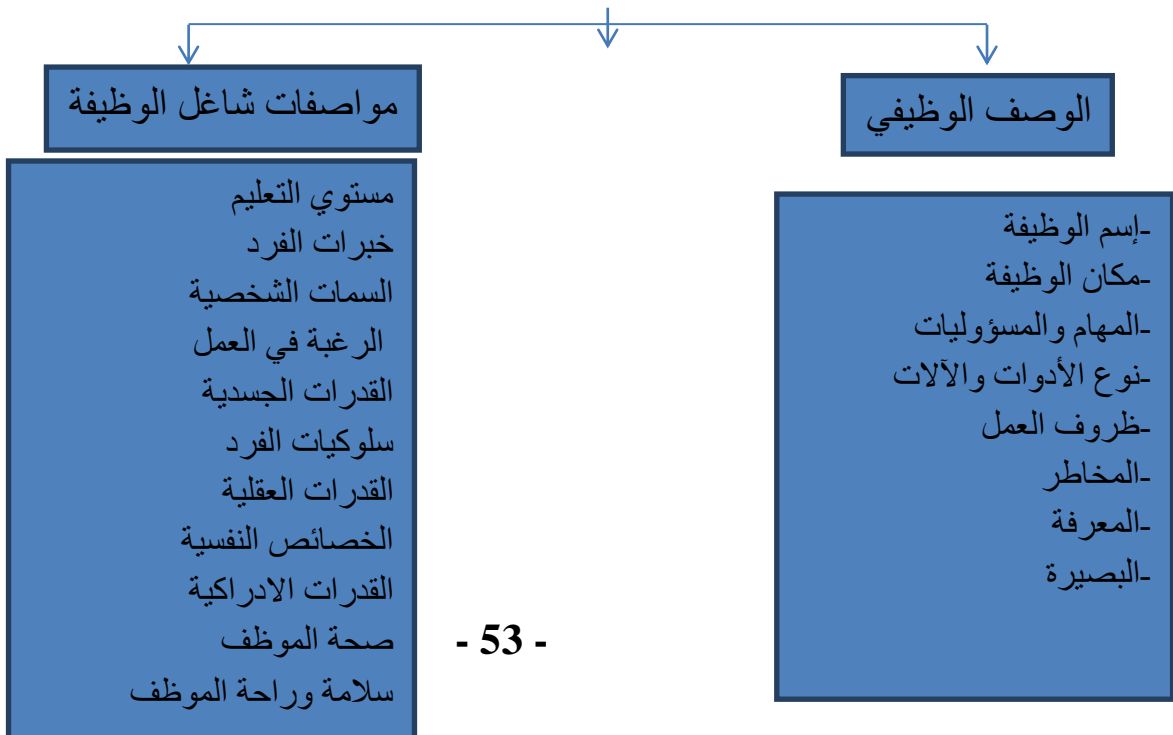 الوصف الوظيفي
-إسم الوظيفة
-مكان الوظيفة
-المهام والمسؤوليات
-نوع الأدوات والآلات
-ظروف العمل
-المخاطر
-المعرفة
-البصيرة
مواصفات شاغل الوظيفة
مستوي التعليم
خبرات الفرد
السمات الشخصية
الرغبة في العمل
القدرات الجسدية
سلوكيات الفرد
القدرات العقلية
الخصائص النفسية
القدرات الادراكية
صحة الموظف
سلامة وراحة الموظف
- 53 -